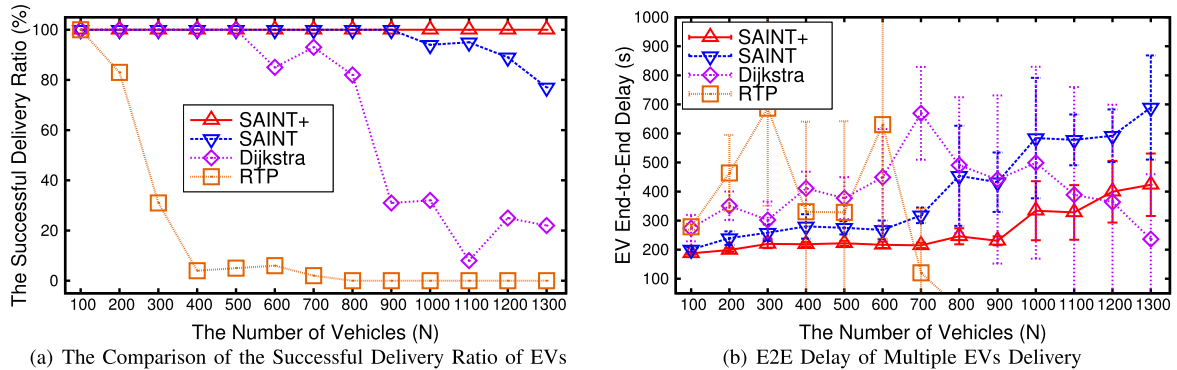 The Successful Delivery Ratio (%)
100
80
60
40
20
0
SAINT+
SAINT
Dijkstra
RTP
100 200 300 400 500 600 700 800 900 1000 1100 1200 1300
The Number of Vehicles (N)
(a) The Comparison of the Successful Delivery Ratio of EVs
EV End-to-End Delay (s)
1000
900
800
700
600
500
400
300
200
100
SAINT+
SAINT
Dijkstra
RTP
100 200 300 400 500 600 700 800 900 1000 1100 1200 1300
The Number of Vehicles (N)
(b) E2E Delay of Multiple EVs Delivery